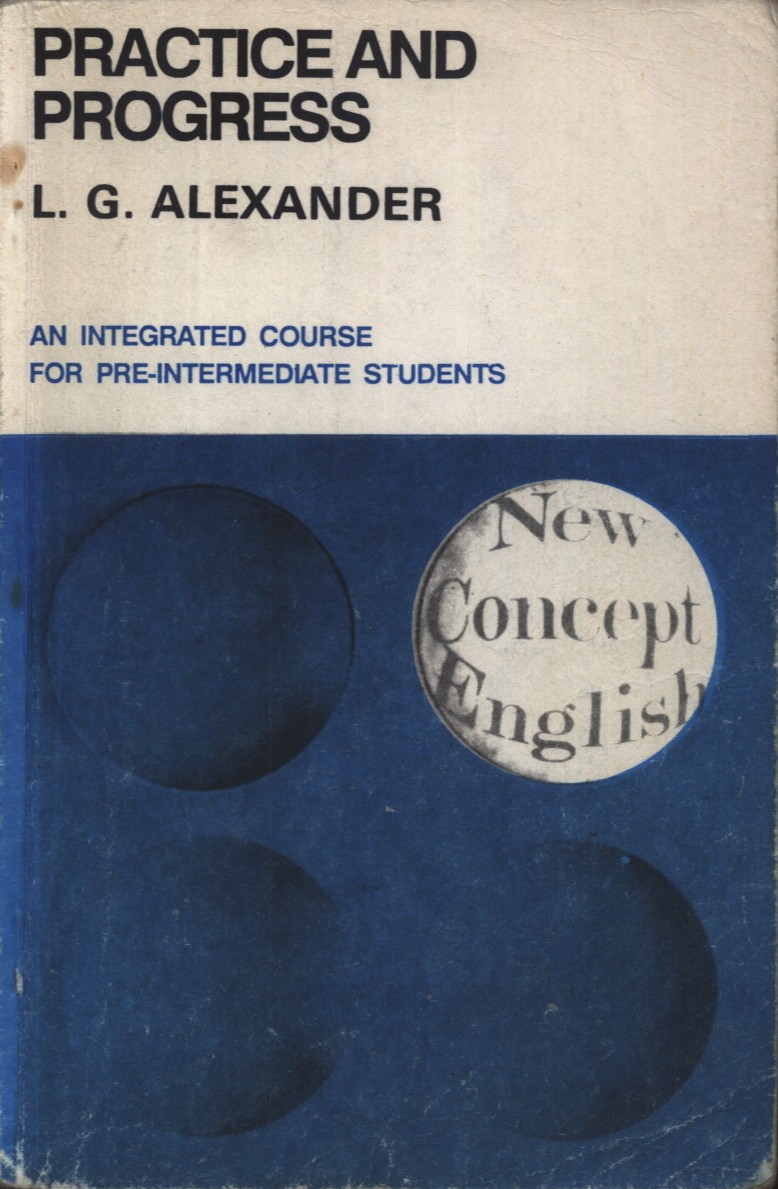 PRACTICE AND
PROGRESS
L. G. ALEXANDER
AN INTEGRATED COURSE
FOR PRE-INTERMEDIATE STUDENTS
New
Concept
English